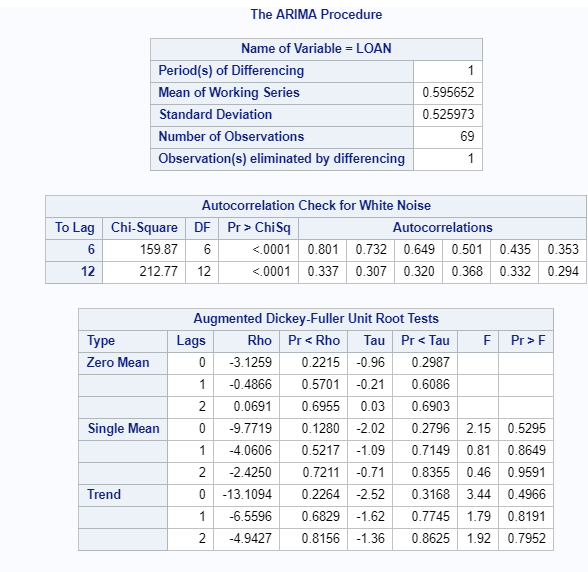 The ARIMA Procedure
Name of Variable = LOAN
Period(s) of Differencing 1
Mean of Working Series 0.595652
Standard Deviation 0.525973
Number of Observations 69
Observation(s) eliminated by differencing 1
Autocorrelation Check for White Noise
To Lag Chi-Square DF Pr > ChiSq Autocorrelations
6 159.87 6 <.0001 0.801 0.732 0.649 0.501 0.435 0.353
12 212.77 12 <.0001 0.337 0.307 0.320 0.368 0.332 0.294
Augmented Dickey-Fuller Unit Root Tests
Type Lags Rho Pr < Rho Tau Pr < Tau F Pr > F
Zero Mean 0 -3.1259 0.2215 -0.96 0.2987
1 -0.4866 0.5701 -0.21 0.6086
2 0.0691 0.6955 0.03 0.6903
Single Mean 0 -9.7719 0.1280 -2.02 0.2796 2.15 0.5295
1 -4.0606 0.5217 -1.09 0.7149 0.81 0.8649
2 -2.4250 0.7211 -0.71 0.8355 0.46 0.9591
Trend 0 -13.1094 0.2264 -2.52 0.3168 3.44 0.4966
1 -6.5596 0.6829 -1.62 0.7745 1.79 0.8191
2 -4.9427 0.8156 -1.36 0.8625 1.92 0.7952